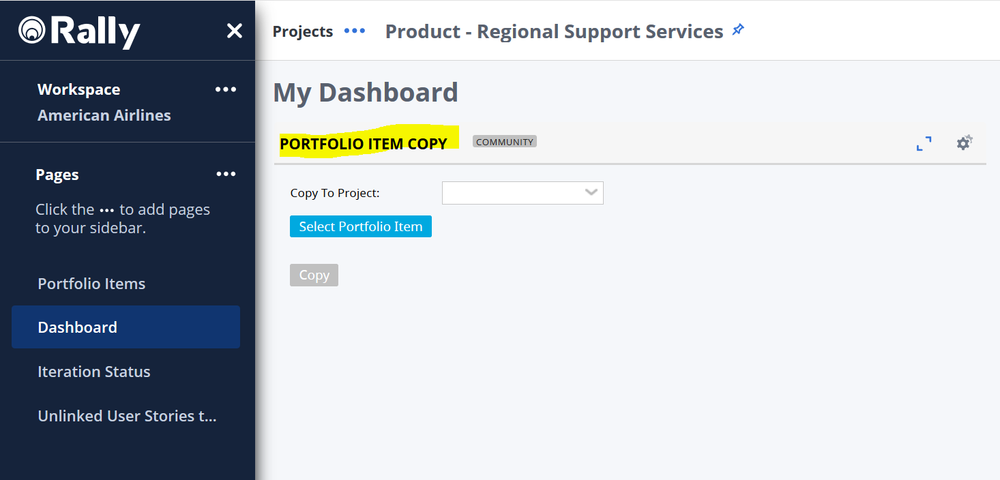 Rally
Projects ••• Product - Regional Support Services
Workspace •••
American Airlines
My Dashboard
PORTFOLIO ITEM COPY COMMUNITY
Pages •••
Click the ••• to add pages
to your sidebar.
Copy To Project:
Select Portfolio Item
Copy
Portfolio Items
Dashboard
Iteration Status
Unlinked User Stories t...